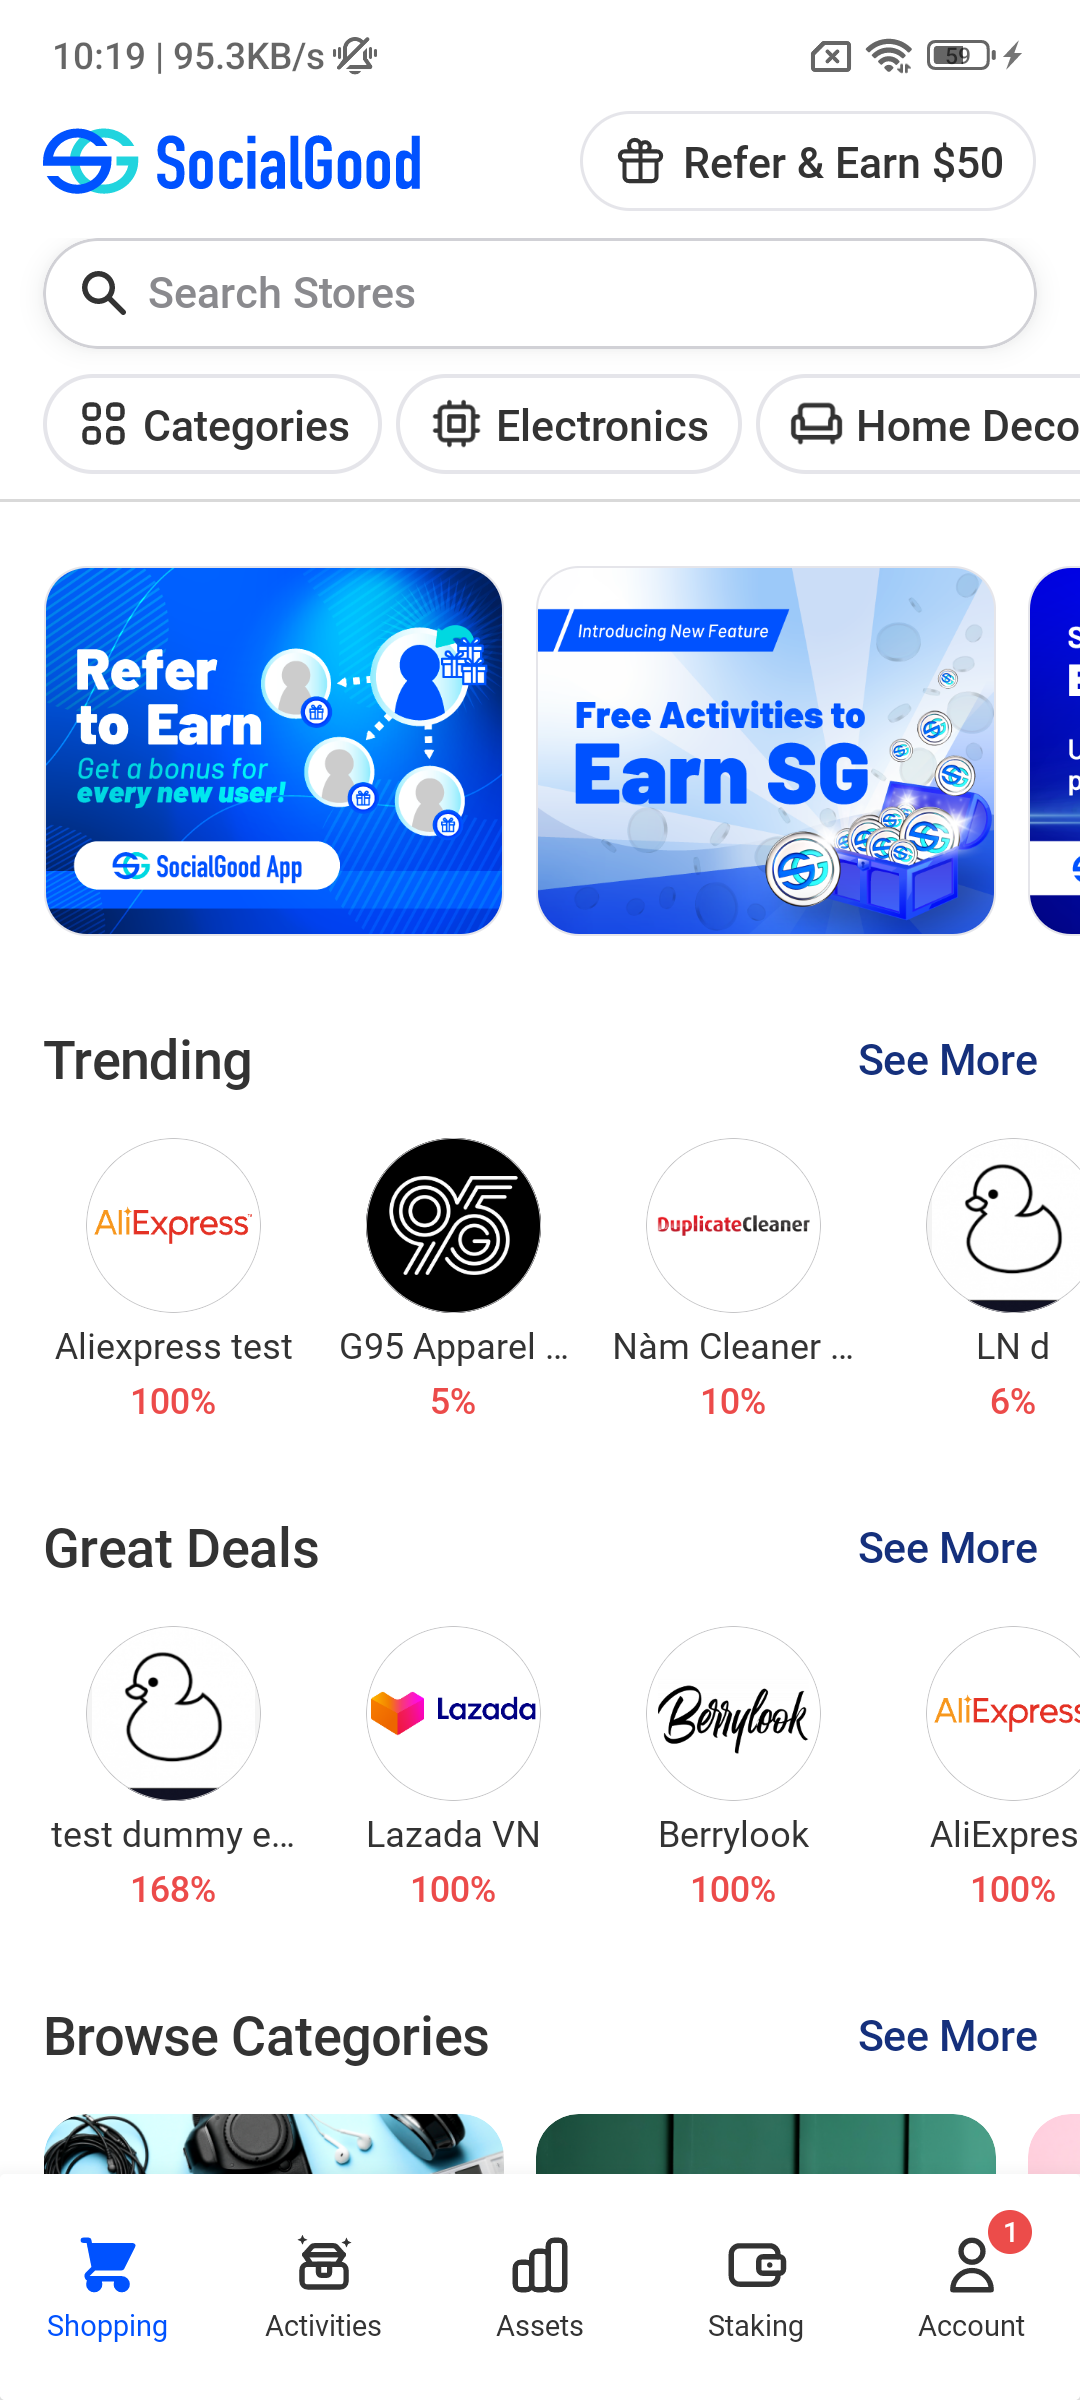 10:19 | 95.3KB/s
59
SocialGood
Refer & Earn $50
Search Stores
Categories
Electronics
Home Deco
Refer
to Earn
Get a bonus for
every new user!
SocialGood App
Introducing New Feature
Free Activities to
Earn SG
Trending
See More
AliExpress
G95
DuplicateCleaner
Aliexpress test
G95 Apparel ...
Nàm Cleaner ...
LN d
100%
5%
10%
6%
Great Deals
See More
Lazada
Berrylook
AliExpress
test dummy e...
Lazada VN
Berrylook
AliExpres
168%
100%
100%
100%
Browse Categories
See More
1
Shopping
Activities
Assets
Staking
Account